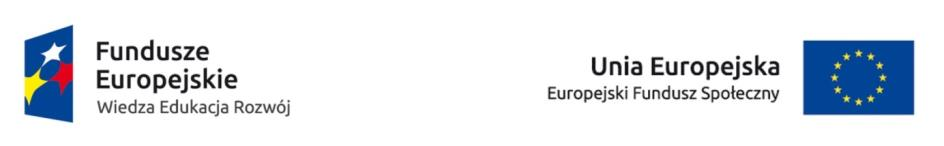 Fundusze
Europejskie
Wiedza Edukacja Rozwój
Unia Europejska
Europejski Fundusz Społeczny